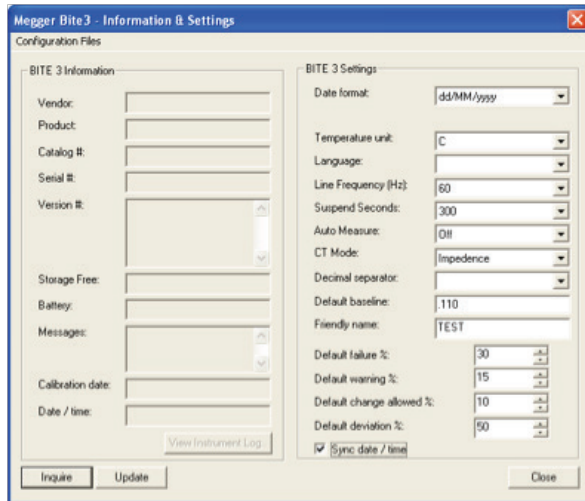 Megger Bite3 - Information & Settings
Configuration Files
BITE 3 Information
Vendor:
Product:
Catalog #:
Serial #:
Version #:
Storage Free:
Battery:
Messages:
Calibration date:
Date / time:
View Instrument Log...
BITE 3 Settings
Date format: dd/MM/yyyy
Temperature unit: C
Language:
Line Frequency (Hz): 60
Suspend Seconds: 300
Auto Measure: Off
CT Mode: Impedence
Decimal separator:
Default baseline: .110
Friendly name: TEST
Default failure %: 30
Default warning %: 15
Default change allowed %: 10
Default deviation %: 50
Sync date / time
Inquire Update Close